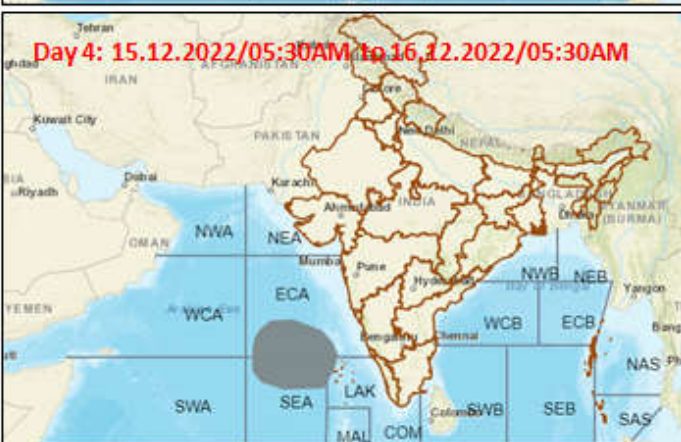 Tehran
Day 4: 15.12.2022/05:30AM to 16.12.2022/05:30AM
AFGHANISTAN
IRAN
Lahore
Kuwait City
New Delhi
NEPAL
PAKISTAN
Riyadh
Dubai
Karachi
Ahmedabad
INDIA
Dhaka
MYANMAR
(BURMA)
OMAN
NWA
NEA
Mumbai
Pune
Hyderabad
NWB
NEB
Bay of Bengal
Yangon
YEMEN
ECA
WCA
WCB
ECB
Bengaluru
Chennai
NAS
LAK
SWA
SEA
Colombo
SWB
SEB
SAS
MAL
COM